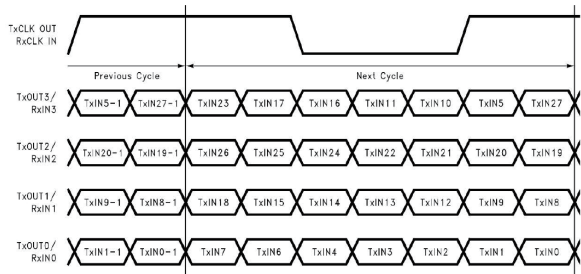 TxCLK OUT
RxCLK IN
Previous Cycle Next Cycle
TxOUT3/
RxIN3
TxIN5-1 TxIN27-1 TxIN23 TxIN17 TxIN16 TxIN11 TxIN10 TxIN5 TxIN27
TxOUT2/
RxIN2
TxIN20-1 TxIN19-1 TxIN26 TxIN25 TxIN24 TxIN22 TxIN21 TxIN20 TxIN19
TxOUT1/
RxIN1
TxIN9-1 TxIN8-1 TxIN18 TxIN15 TxIN14 TxIN13 TxIN12 TxIN9 TxIN8
TxOUT0/
RxIN0
TxIN1-1 TxIN0-1 TxIN7 TxIN6 TxIN4 TxIN3 TxIN2 TxIN1 TxIN0